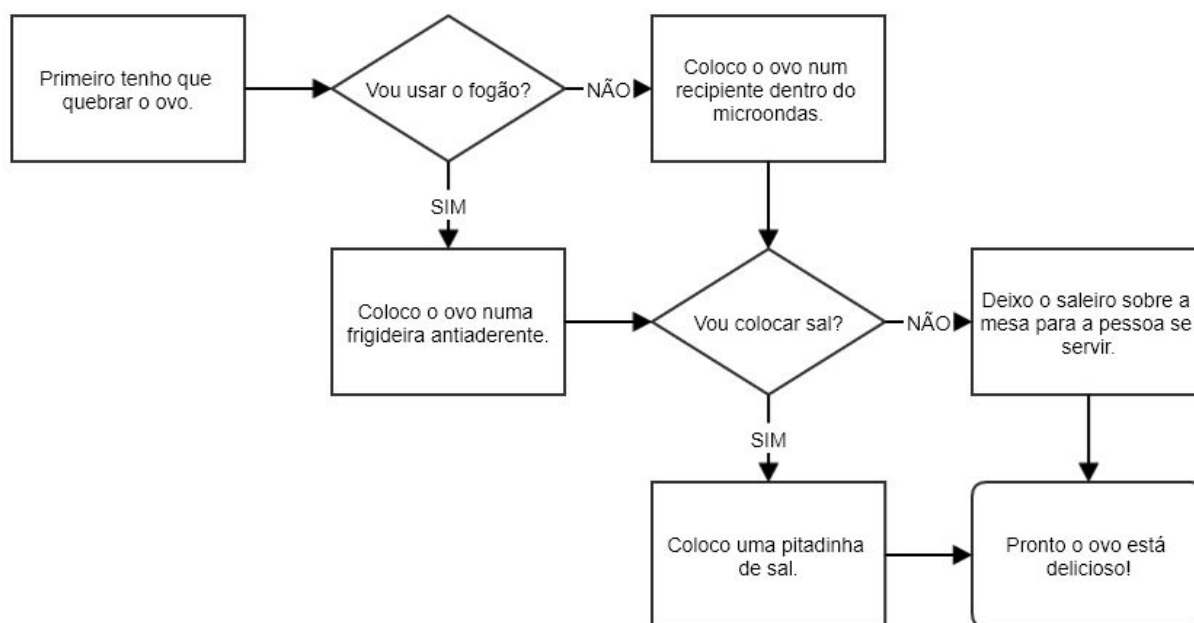 Primeiro tenho que
quebrar o ovo.
Vou usar o fogão?
NÃO
Coloco o ovo num
recipiente dentro do
microondas.
SIM
Coloco o ovo numa
frigideira antiaderente.
Vou colocar sal?
NÃO
Deixo o saleiro sobre a
mesa para a pessoa se
servir.
SIM
Coloco uma pitadinha
de sal.
Pronto o ovo está
delicioso!